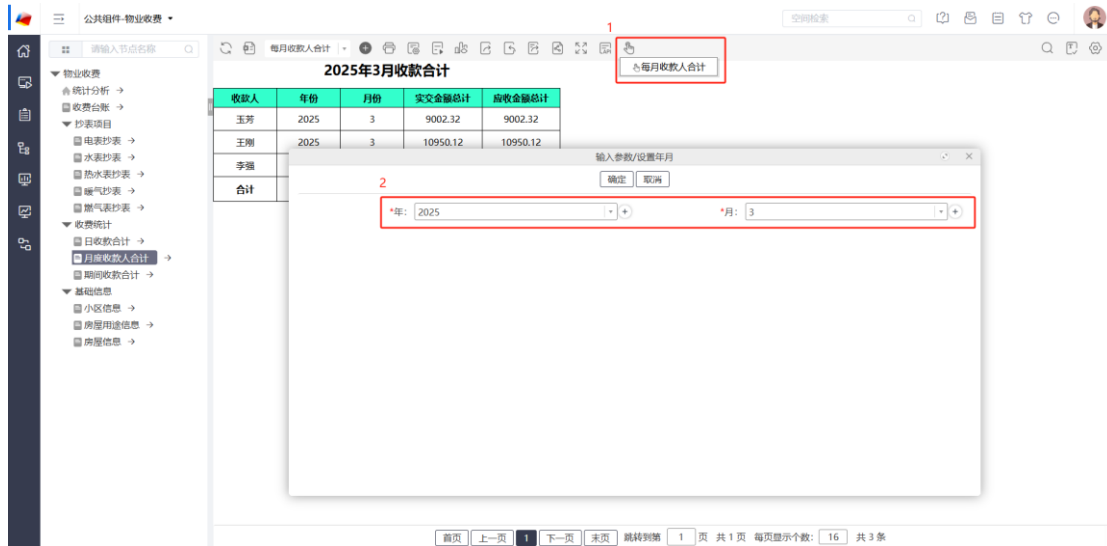 公共组件-物业收费
空间检索
1
请输入节点名称
每月收款人合计
每月收款人合计
物业收费
统计分析
收费台账
抄表项目
电表抄表
水表抄表
热水表抄表
暖气抄表
燃气表抄表
收费统计
日收款合计
月度收款人合计
期间收款合计
基础信息
小区信息
房屋用途信息
房屋信息
2025年3月收款合计
收款人 年份 月份 实交金额总计 应收金额总计
玉芳 2025 3 9002.32 9002.32
王刚 2025 3 10950.12 10950.12
李强
合计
输入参数/设置年月
确定 取消
2
*年: 2025 *月: 3
首页 上一页 1 下一页 末页 跳转到第 1 页 共 1 页 每页显示个数: 16 共 3 条